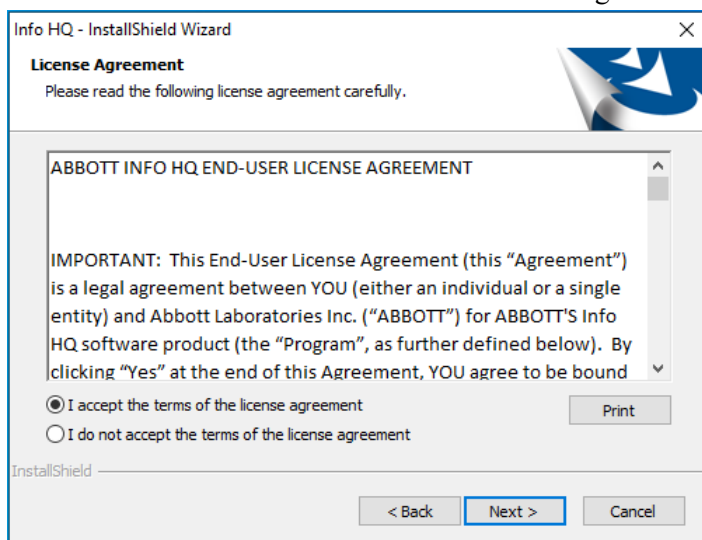 Info HQ - InstallShield Wizard
License Agreement
Please read the following license agreement carefully.
ABBOTT INFO HQ END-USER LICENSE AGREEMENT
IMPORTANT:  This End-User License Agreement (this “Agreement”)
is a legal agreement between YOU (either an individual or a single
entity) and Abbott Laboratories Inc. (“ABBOTT”) for ABBOTT'S Info
HQ software product (the “Program”, as further defined below).  By
clicking “Yes” at the end of this Agreement, YOU agree to be bound
I accept the terms of the license agreement
Print
I do not accept the terms of the license agreement
InstallShield
< Back
Next >
Cancel